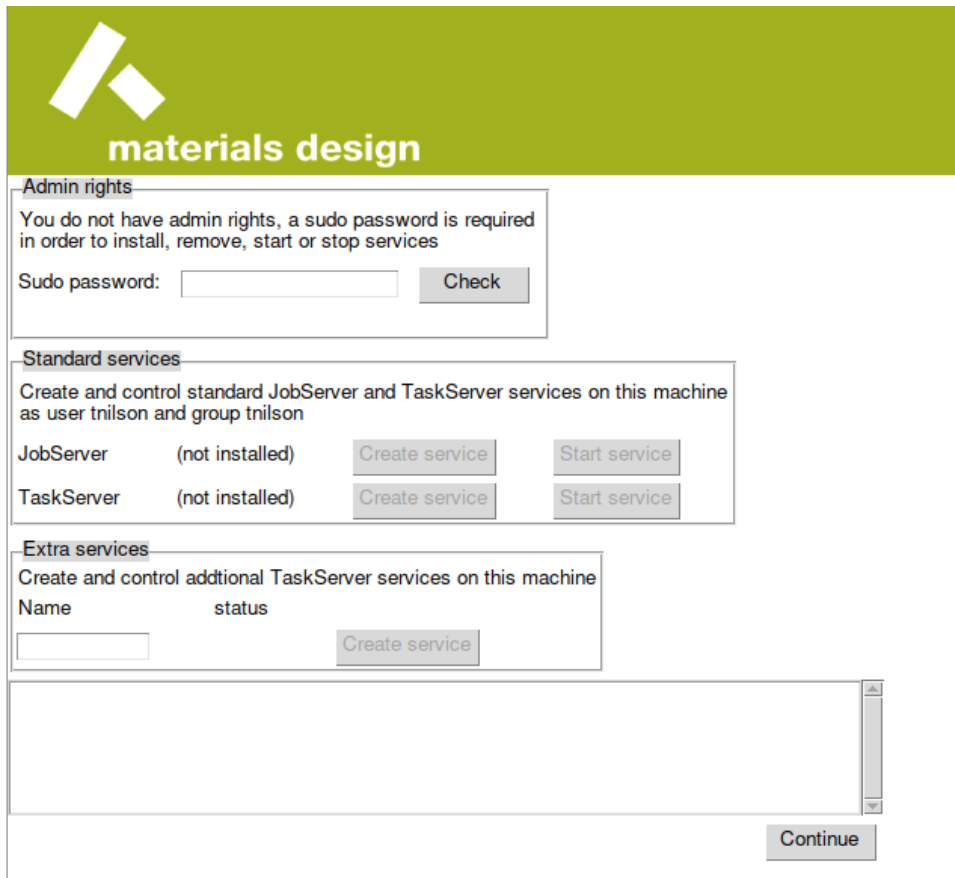 materials design
Admin rights
You do not have admin rights, a sudo password is required
in order to install, remove, start or stop services
Sudo password: Check
Standard services
Create and control standard JobServer and TaskServer services on this machine
as user tnilson and group tnilson
JobServer (not installed) Create service Start service
TaskServer (not installed) Create service Start service
Extra services
Create and control addtional TaskServer services on this machine
Name status
Create service
Continue